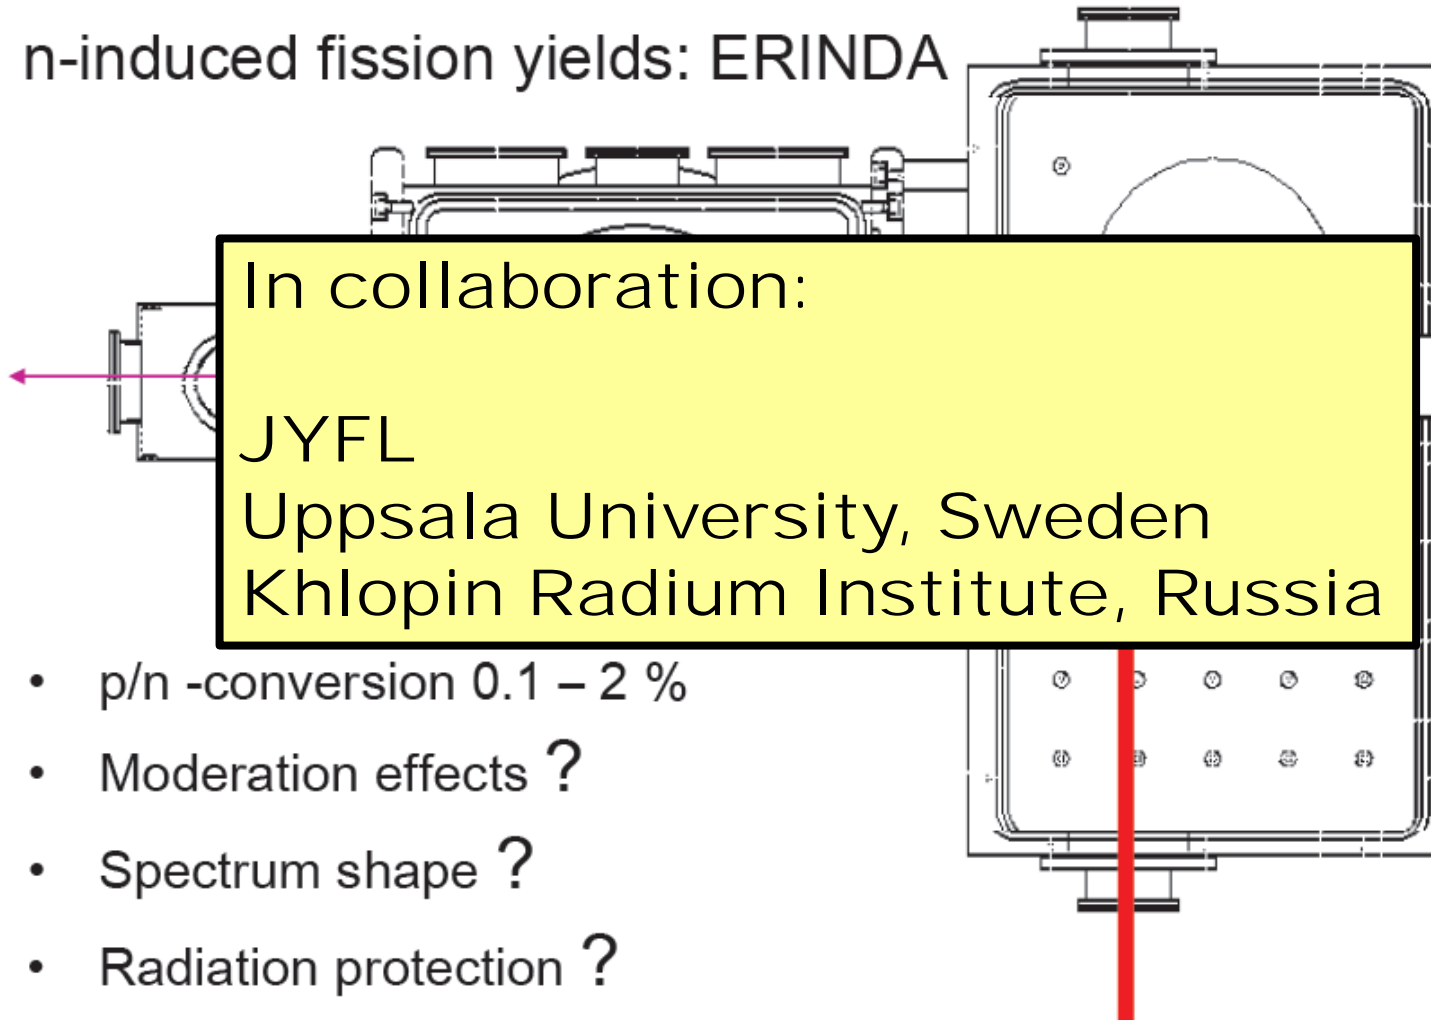 n-induced fission yields: ERINDA
In collaboration:
JYFL
Uppsala University, Sweden
Khlopin Radium Institute, Russia
• p/n -conversion 0.1 – 2 %
• Moderation effects ?
• Spectrum shape ?
• Radiation protection ?